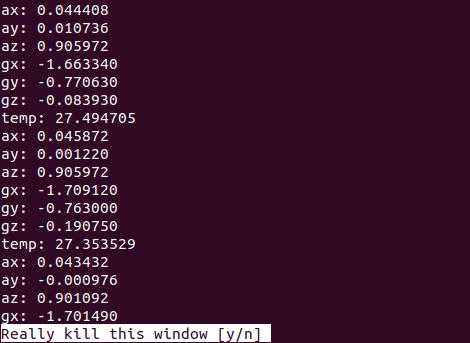 ax: 0.044408
ay: 0.010736
az: 0.905972
gx: -1.663340
gy: -0.770630
gz: -0.083930
temp: 27.494705
ax: 0.045872
ay: 0.001220
az: 0.905972
gx: -1.709120
gy: -0.763000
gz: -0.190750
temp: 27.353529
ax: 0.043432
ay: -0.000976
az: 0.901092
gx: -1.701490
Really kill this window [y/n]